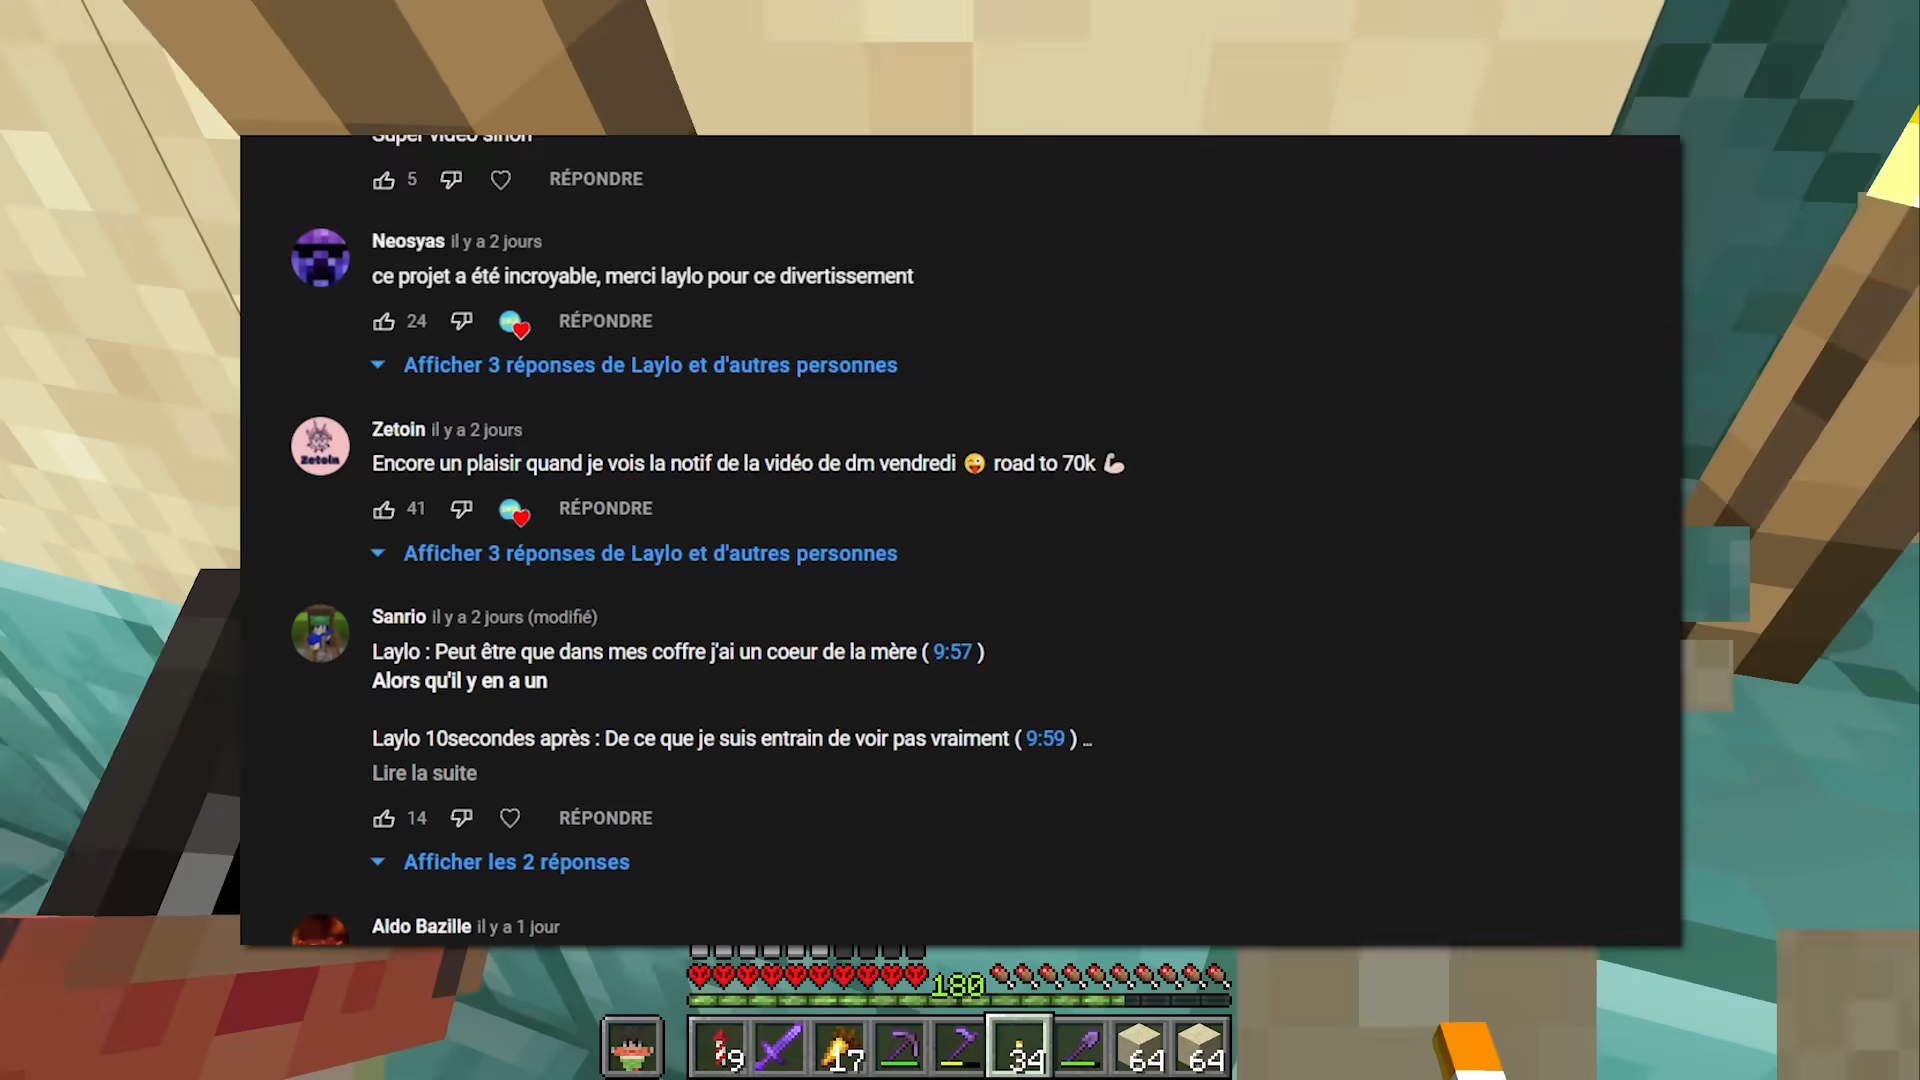 Super vidéo sinon
5 RÉPONDRE
Neosyas il y a 2 jours
ce projet a été incroyable, merci laylo pour ce divertissement
24 RÉPONDRE
Afficher 3 réponses de Laylo et d'autres personnes
Zetoin il y a 2 jours
Zetoin
Encore un plaisir quand je vois la notif de la vidéo de dm vendredi 😜 road to 70k 💪
41 RÉPONDRE
Afficher 3 réponses de Laylo et d'autres personnes
Sanrio il y a 2 jours (modifié)
Laylo : Peut être que dans mes coffre j'ai un coeur de la mère ( 9:57 )
Alors qu'il y en a un
Laylo 10secondes après : De ce que je suis entrain de voir pas vraiment ( 9:59 ) ...
Lire la suite
14 RÉPONDRE
Afficher les 2 réponses
Aldo Bazille il y a 1 jour
180
9 17 34 64 64